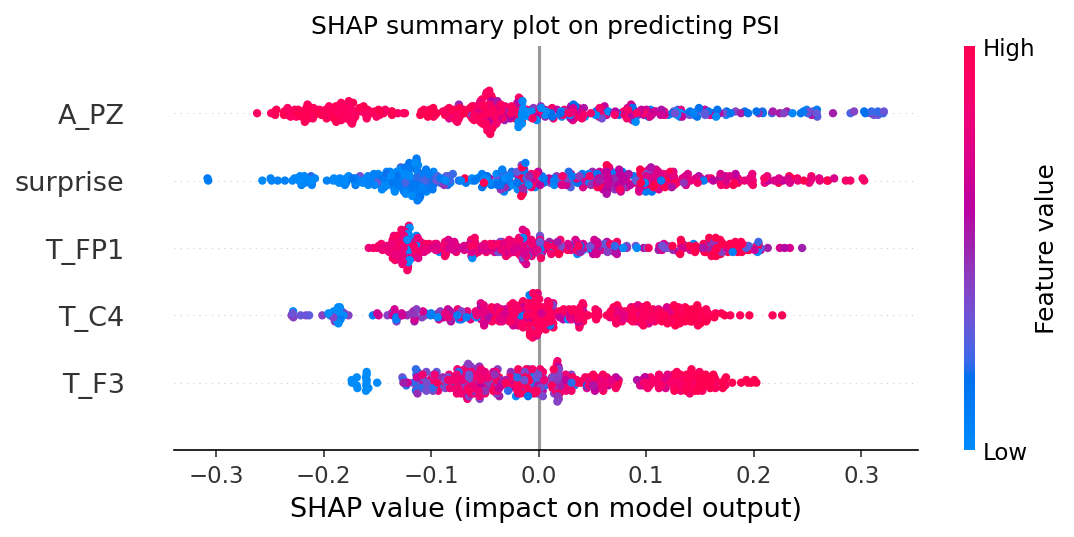 SHAP summary plot on predicting PSI
High
A_PZ
surprise
T_FP1
T_C4
T_F3
Feature value
Low
−0.3 −0.2 −0.1 0.0 0.1 0.2 0.3
SHAP value (impact on model output)